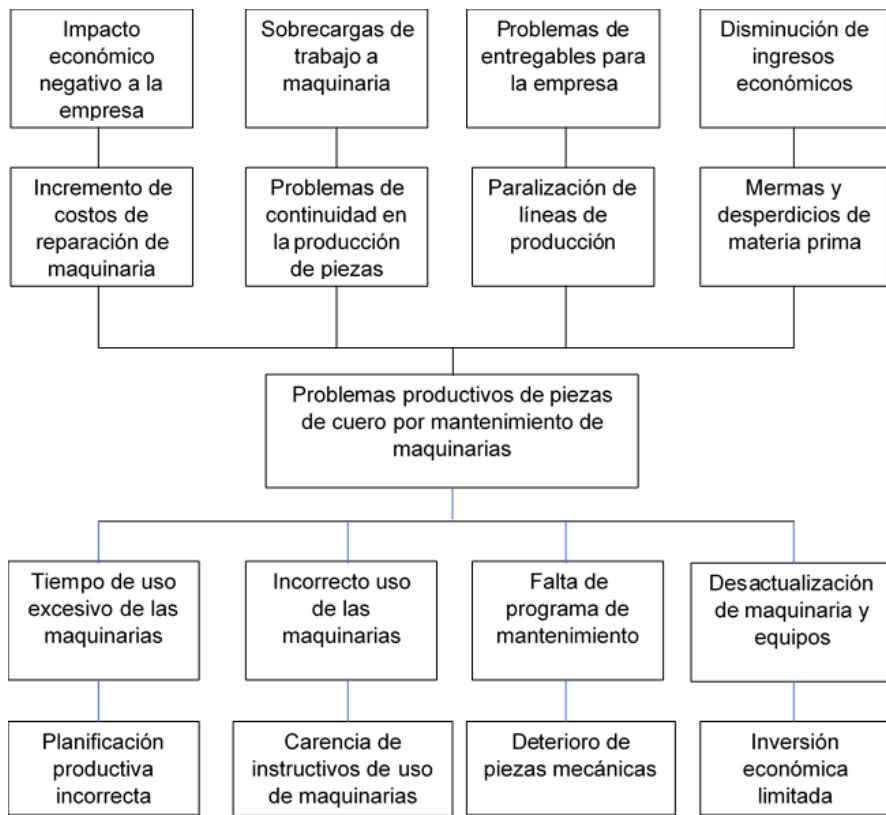 Impacto
económico
negativo a la
empresa
Sobrecargas de
trabajo a
maquinaria
Problemas de
entregables para
la empresa
Disminución de
ingresos
económicos
Incremento de
costos de
reparación de
maquinaria
Problemas de
continuidad en
la producción
de piezas
Paralización de
líneas de
producción
Mermas y
desperdicios de
materia prima
Problemas productivos de piezas
de cuero por mantenimiento de
maquinarias
Tiempo de uso
excesivo de las
maquinarias
Incorrecto uso
de las
maquinarias
Falta de
programa de
mantenimiento
Desactualización
de maquinaria y
equipos
Planificación
productiva
incorrecta
Carencia de
instructivos de uso
de maquinarias
Deterioro de
piezas mecánicas
Inversión
económica
limitada